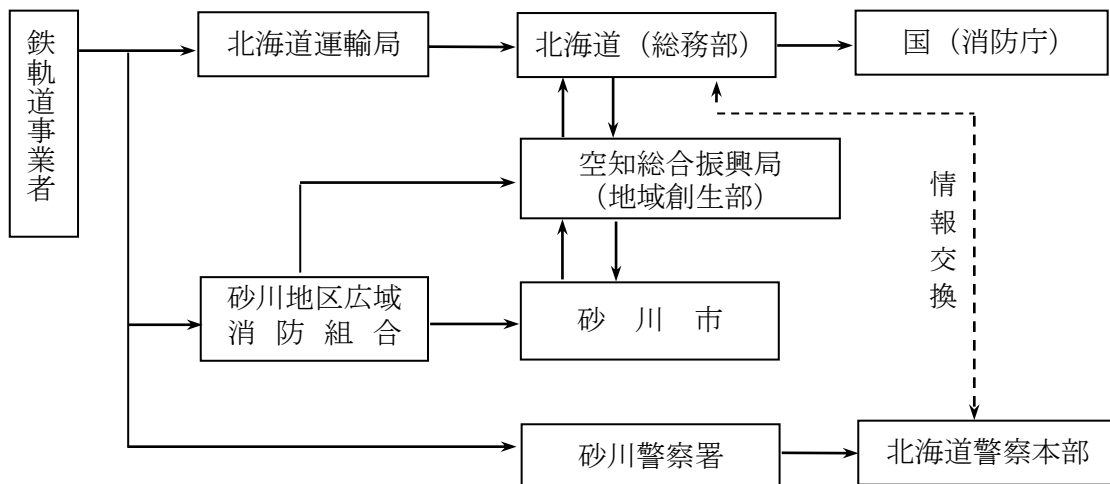 鉄軌道事業者
北海道運輸局
北海道（総務部）
国（消防庁）
空知総合振興局
（地域創生部）
情報交換
砂川地区広域
消防組合
砂川市
砂川警察署
北海道警察本部